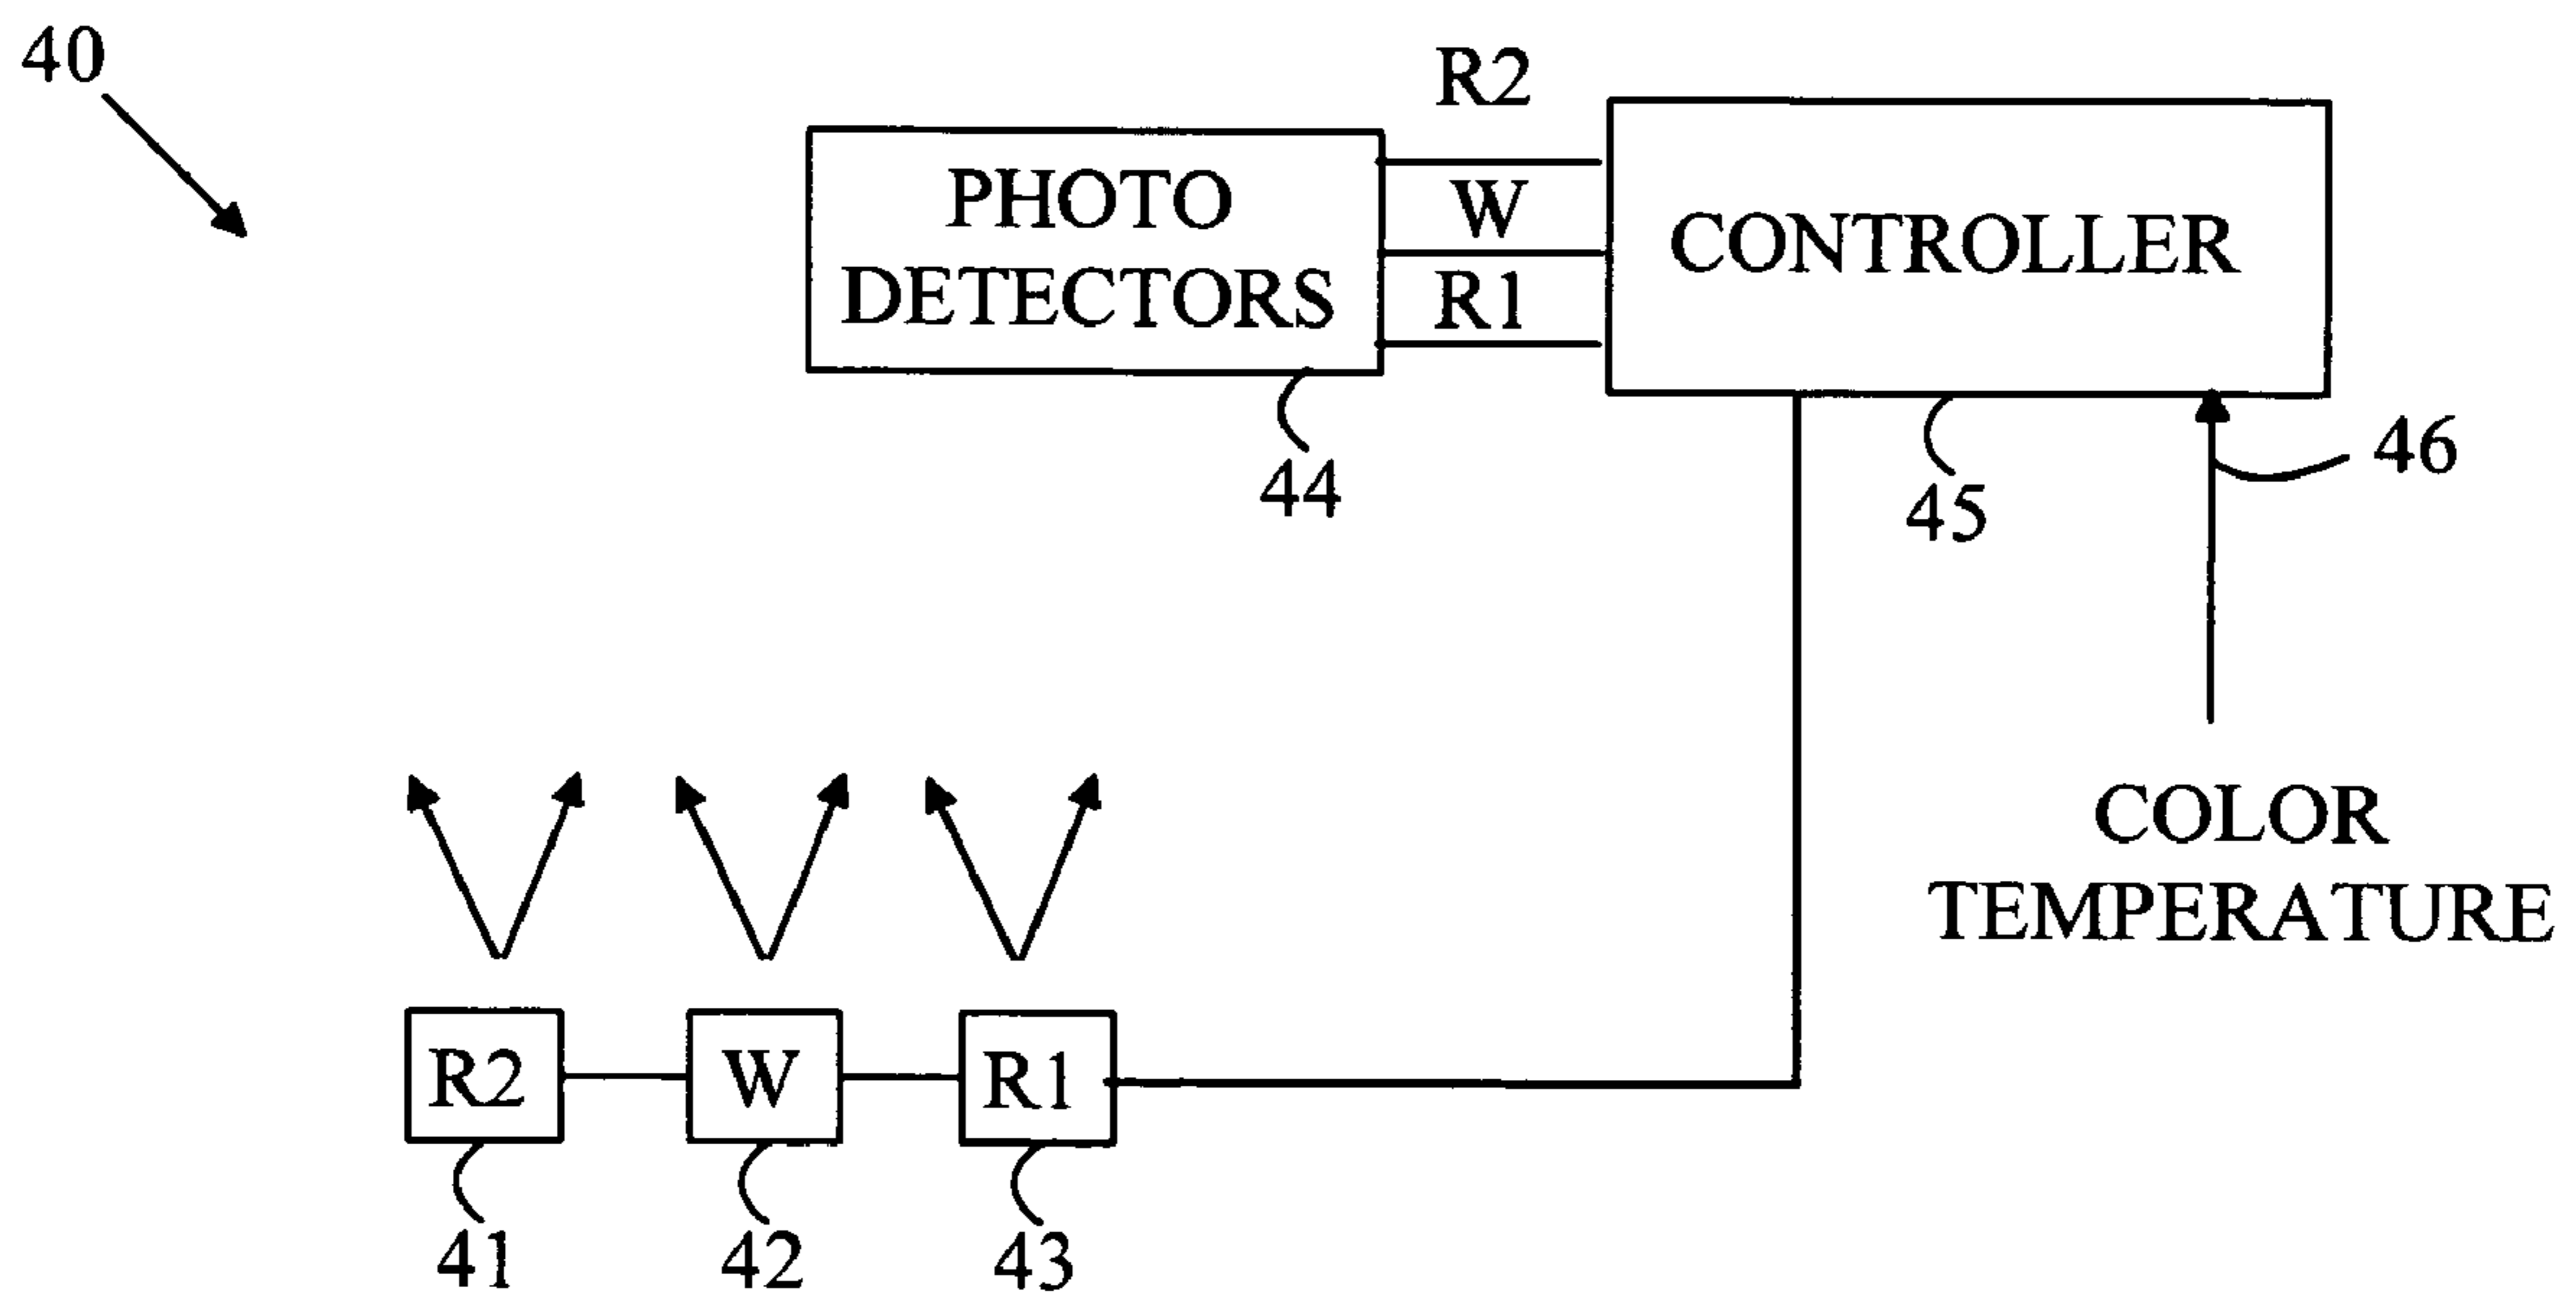 40
R2
PHOTO
DETECTORS
W
R1
CONTROLLER
44
45
46
COLOR
TEMPERATURE
R2
W
R1
41
42
43